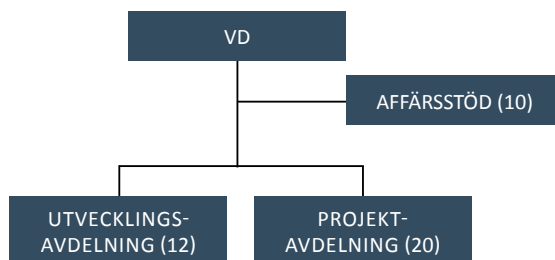 VD
AFFÄRSSTÖD (10)
UTVECKLINGS-
AVDELNING (12)
PROJEKT-
AVDELNING (20)